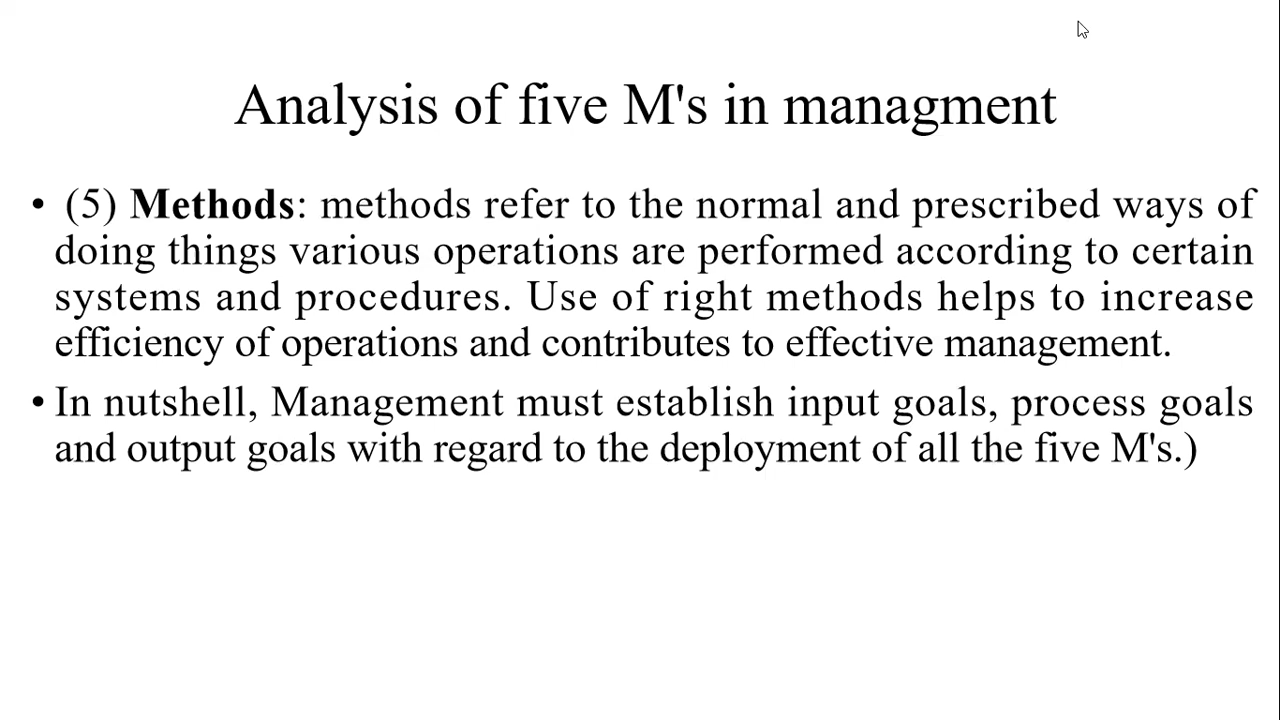 Analysis of five M's in managment
• (5) Methods: methods refer to the normal and prescribed ways of
doing things various operations are performed according to certain
systems and procedures. Use of right methods helps to increase
efficiency of operations and contributes to effective management.
• In nutshell, Management must establish input goals, process goals
and output goals with regard to the deployment of all the five M's.)